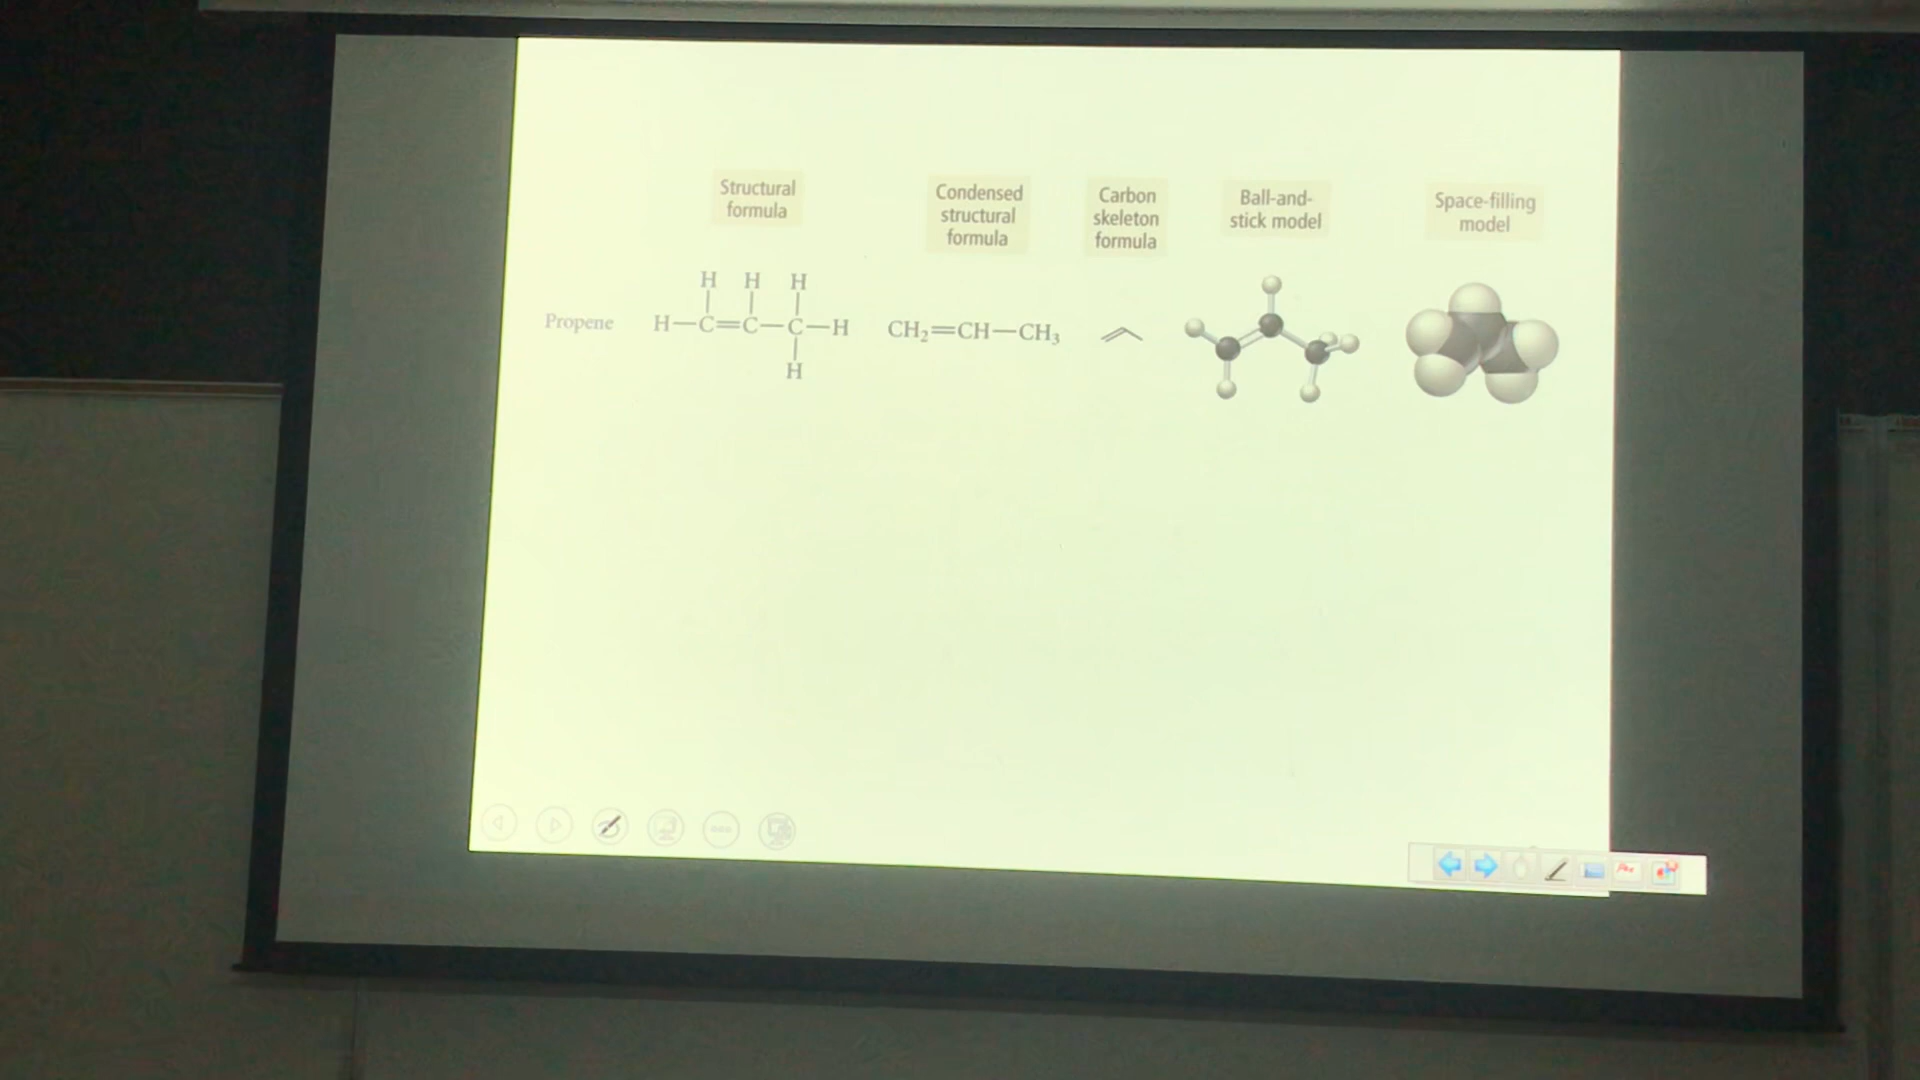 Structural
formula
Condensed
structural
formula
Carbon
skeleton
formula
Ball-and-
stick model
Space-filling
model
Propene
H H H
H—C=C—C—H
H
CH₂=CH—CH₃